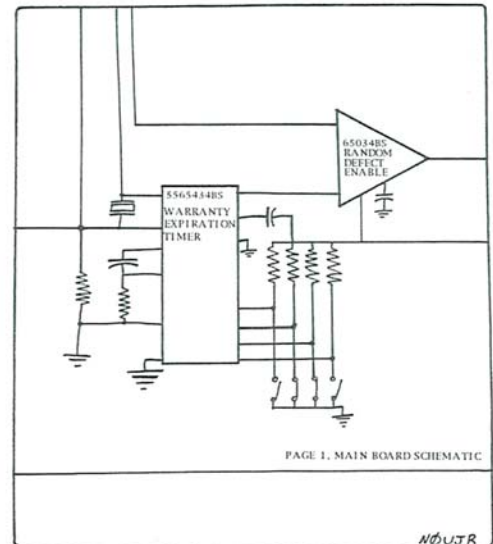 65034BS
RANDOM
DEFECT
ENABLE
5565434BS
WARRANTY
EXPIRATION
TIMER
PAGE 1, MAIN BOARD SCHEMATIC
NØUJR